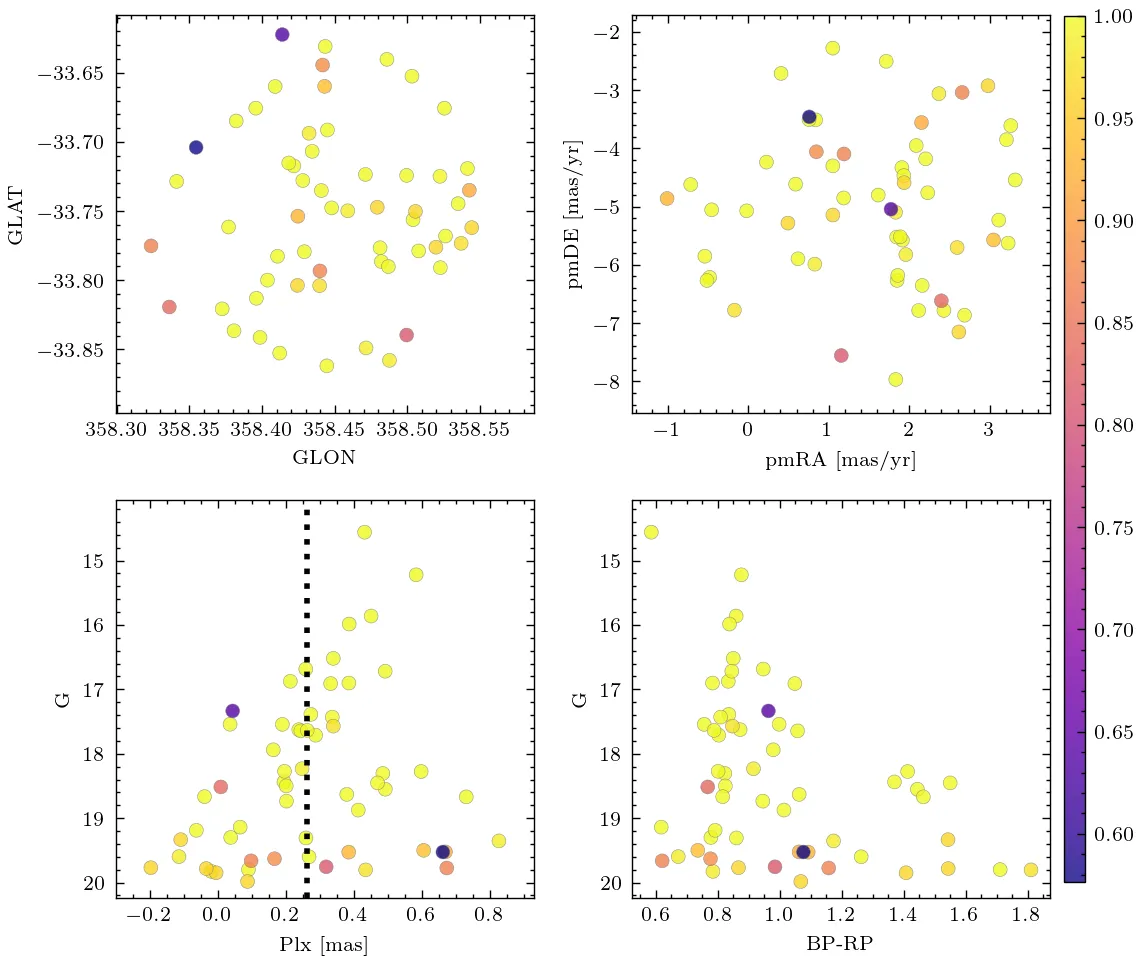 −33.65
−33.70
−33.75
−33.80
−33.85
GLAT
358.30 358.35 358.40 358.45 358.50 358.55
GLON
−2
−3
−4
−5
−6
−7
−8
pmDE [mas/yr]
−1 0 1 2 3
pmRA [mas/yr]
15
16
17
18
19
20
G
−0.2 0.0 0.2 0.4 0.6 0.8
Plx [mas]
15
16
17
18
19
20
G
0.6 0.8 1.0 1.2 1.4 1.6 1.8
BP-RP
1.00
0.95
0.90
0.85
0.80
0.75
0.70
0.65
0.60